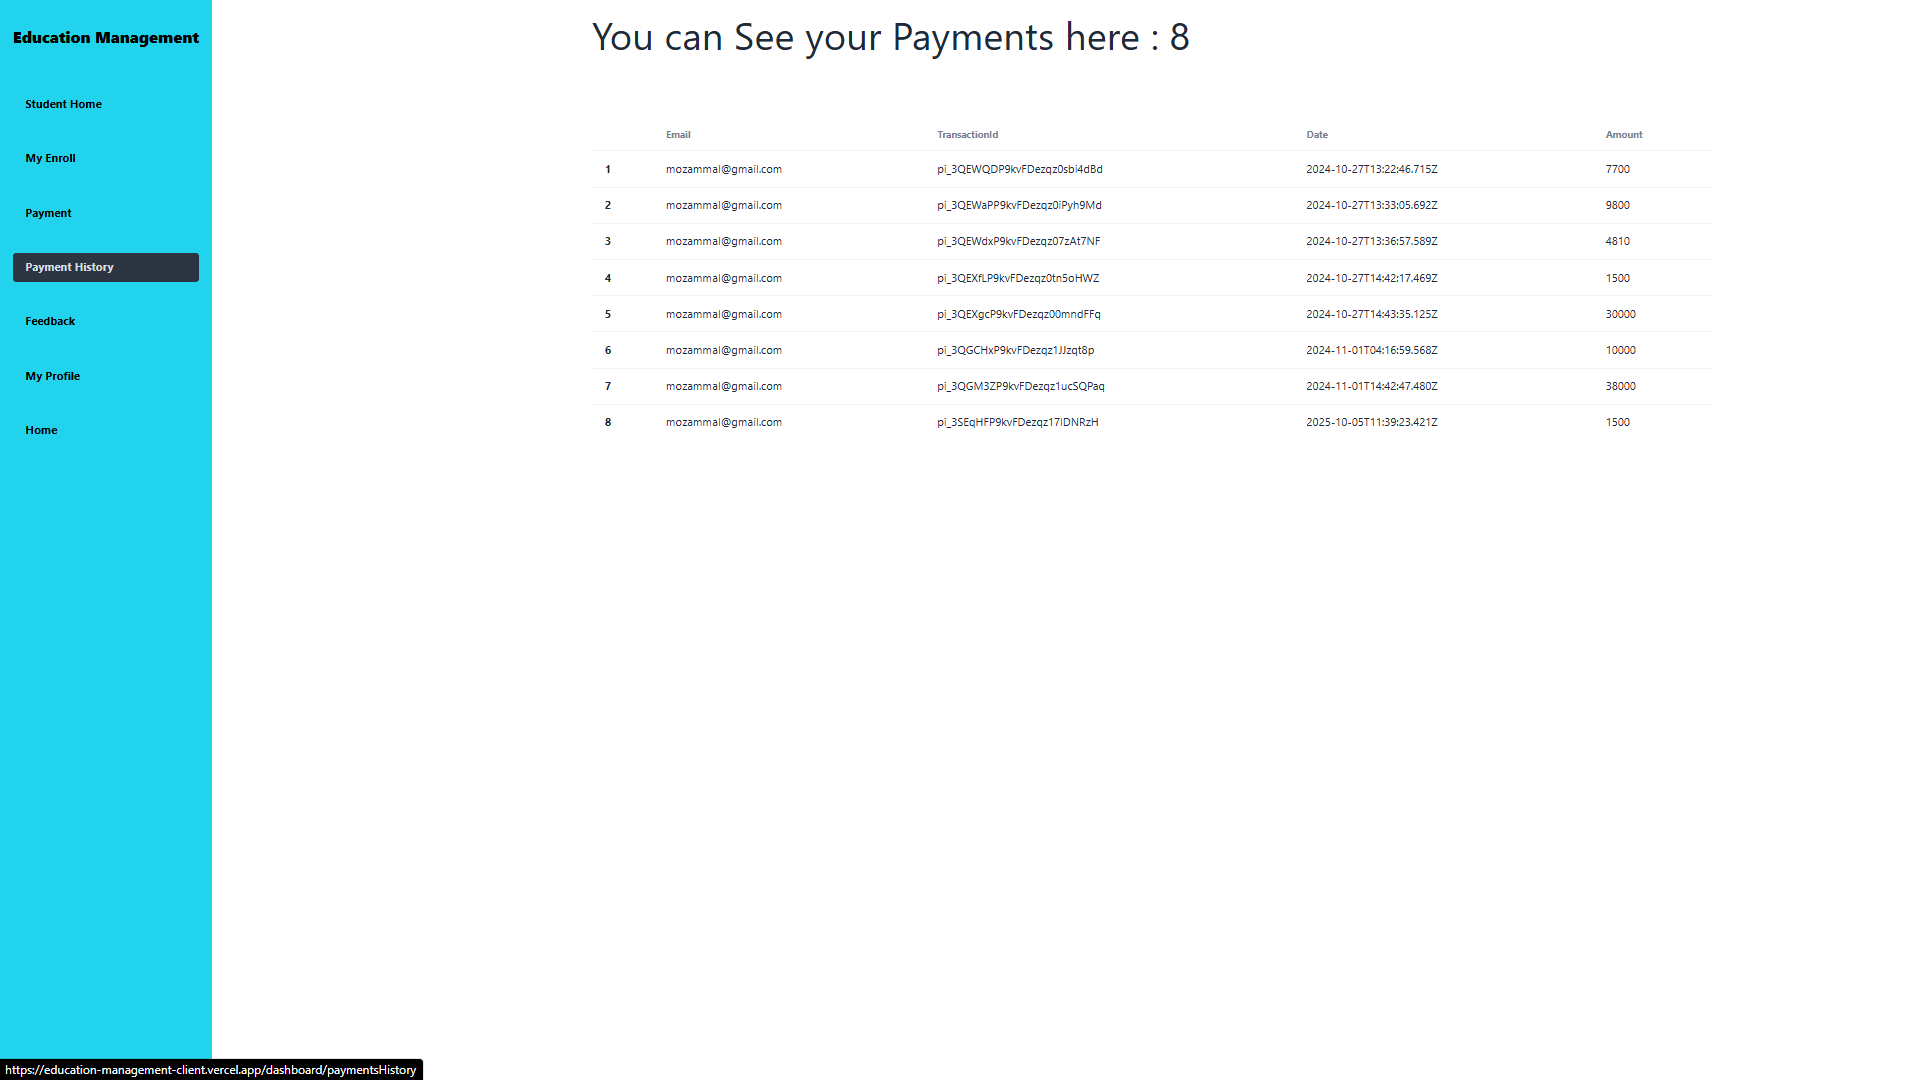 Education Management
Student Home
My Enroll
Payment
Payment History
Feedback
My Profile
Home
You can See your Payments here : 8
Email TransactionId Date Amount
1 mozammal@gmail.com pi_3QEWQDP9kvFDezqz0sbi4dBd 2024-10-27T13:22:46.715Z 7700
2 mozammal@gmail.com pi_3QEWaPP9kvFDezqz0iPyh9Md 2024-10-27T13:33:05.692Z 9800
3 mozammal@gmail.com pi_3QEWdxP9kvFDezqz07zAt7NF 2024-10-27T13:36:57.589Z 4810
4 mozammal@gmail.com pi_3QEXfLP9kvFDezqz0tn5oHWZ 2024-10-27T14:42:17.469Z 1500
5 mozammal@gmail.com pi_3QEXgcP9kvFDezqz00mndFFq 2024-10-27T14:43:35.125Z 30000
6 mozammal@gmail.com pi_3QGCHxP9kvFDezqz1JJzqt8p 2024-11-01T04:16:59.568Z 10000
7 mozammal@gmail.com pi_3QGM3ZP9kvFDezqz1ucSQPaq 2024-11-01T14:42:47.480Z 38000
8 mozammal@gmail.com pi_3SEqHFP9kvFDezqz17IDNRzH 2025-10-05T11:39:23.421Z 1500
https://education-management-client.vercel.app/dashboard/paymentsHistory